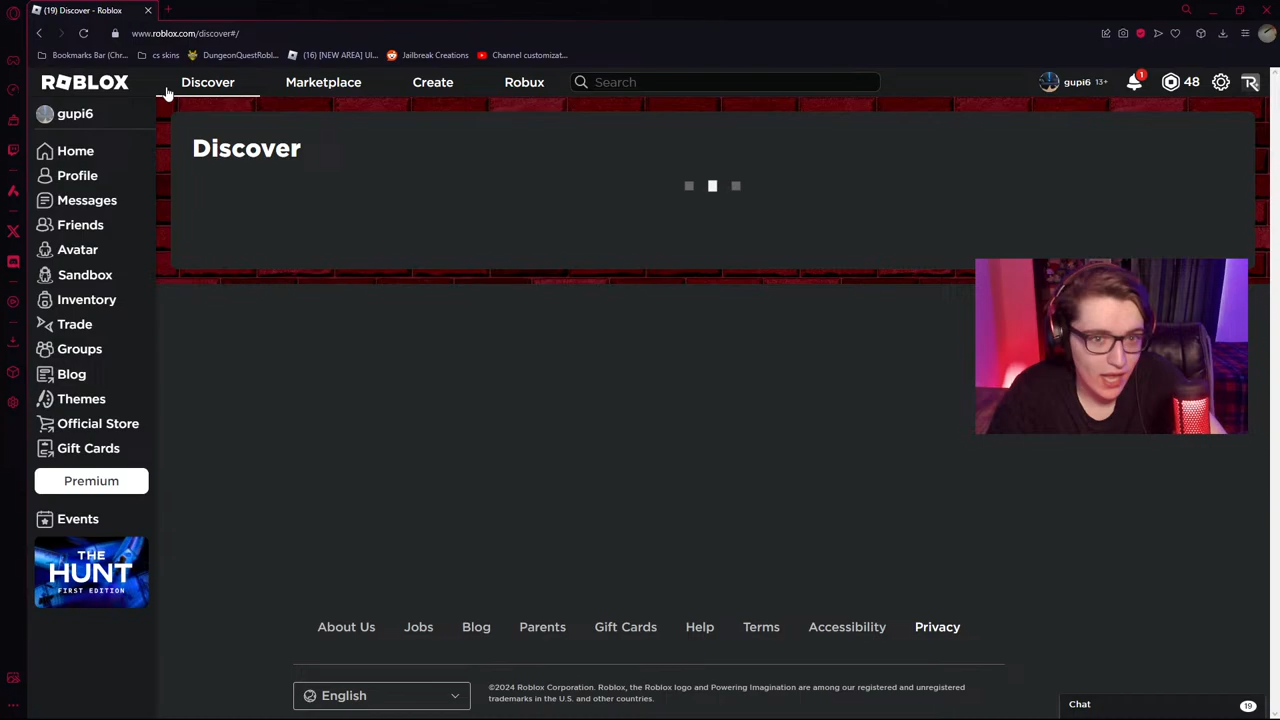 (19) Discover - Roblox
www.roblox.com/discover#/
Bookmarks Bar (Chr...
cs skins
DungeonQuestRobl...
(16) [NEW AREA] Ul...
Jailbreak Creations
Channel customizat...
ROBLOX
Discover
Marketplace
Create
Robux
Search
gupi6 13+
1
48
gupi6
Home
Profile
Messages
Friends
Avatar
Sandbox
Inventory
Trade
Groups
Blog
Themes
Official Store
Gift Cards
Premium
Events
THE
HUNT
FIRST EDITION
Discover
About Us
Jobs
Blog
Parents
Gift Cards
Help
Terms
Accessibility
Privacy
English
©2024 Roblox Corporation. Roblox, the Roblox logo and Powering Imagination are among our registered and unregistered
trademarks in the U.S. and other countries.
Chat
19